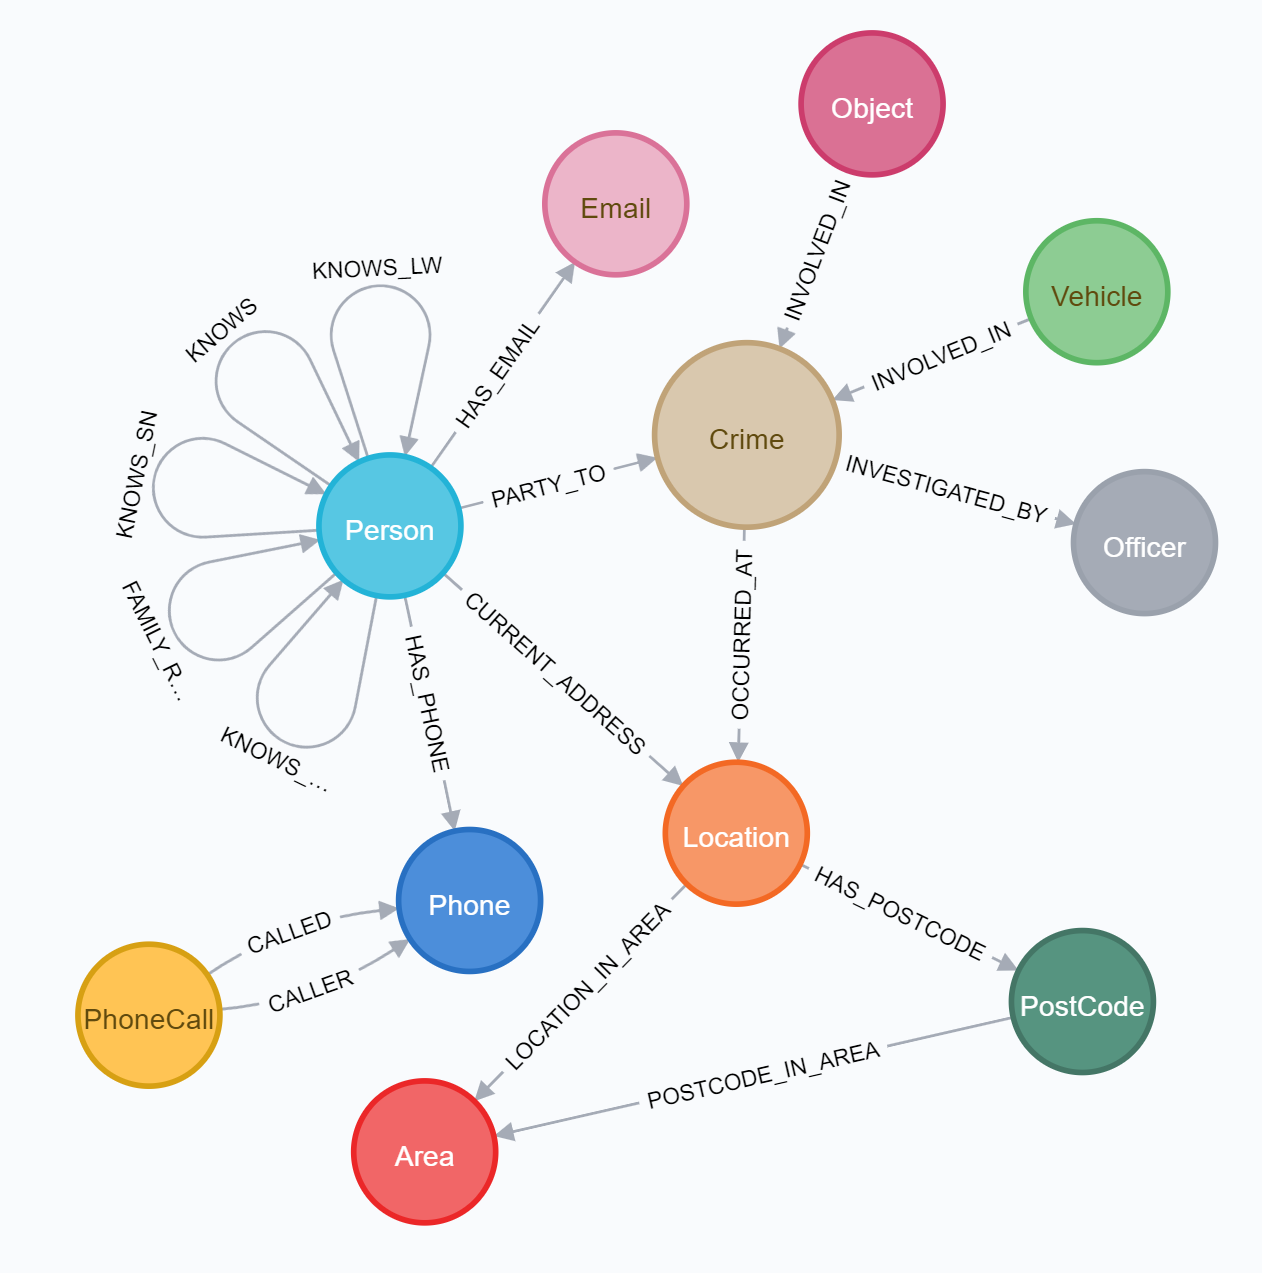 Object
Email
INVOLVED_IN
Vehicle
KNOWS_LW
KNOWS
HAS_EMAIL
INVOLVED_IN
Crime
KNOWS_SN
PARTY_TO
INVESTIGATED_BY
Person
Officer
FAMILY_R...
HAS_PHONE
CURRENT_ADDRESS
OCCURRED_AT
KNOWS_...
Location
Phone
HAS_POSTCODE
CALLED
CALLER
LOCATION_IN_AREA
PhoneCall
PostCode
POSTCODE_IN_AREA
Area